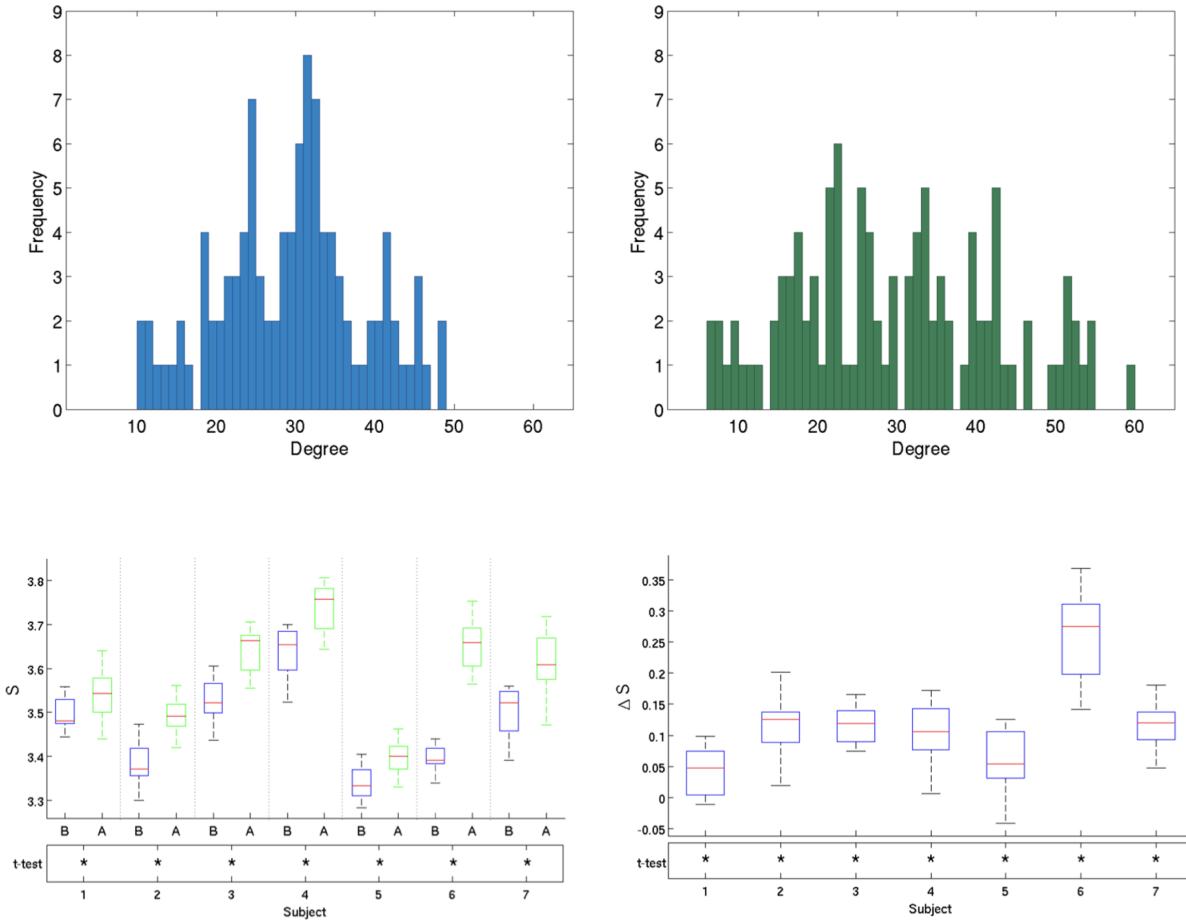 9
8
7
6
5
4
3
2
1
0
Frequency
10 20 30 40 50 60
Degree
9
8
7
6
5
4
3
2
1
0
Frequency
10 20 30 40 50 60
Degree
3.8
3.7
3.6
3.5
3.4
3.3
S
B A B A B A B A B A B A B A
t-test * * * * * * *
1 2 3 4 5 6 7
Subject
0.35
0.3
0.25
0.2
0.15
0.1
0.05
0
-0.05
Δ S
t-test * * * * * * *
1 2 3 4 5 6 7
Subject